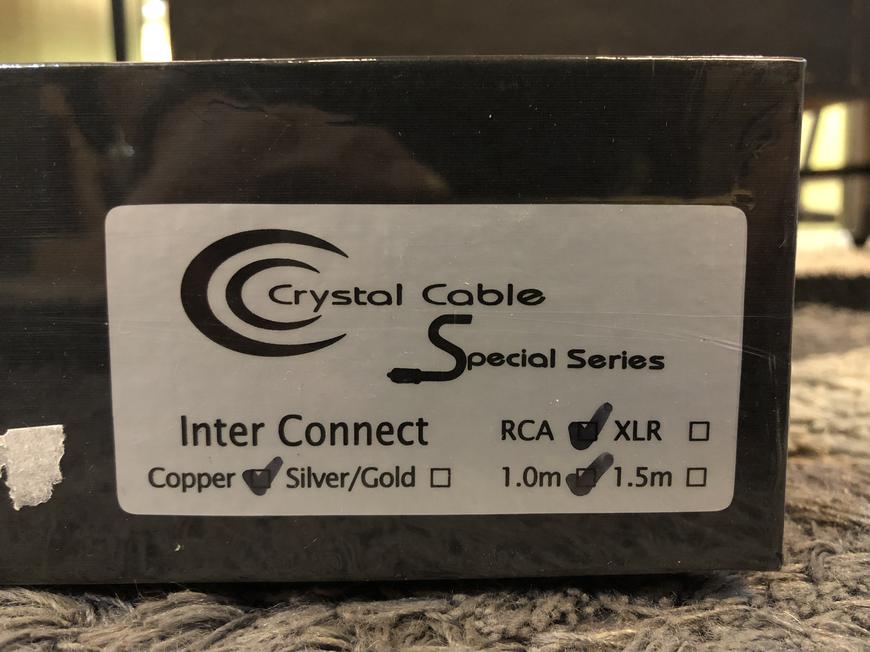 Crystal Cable
Special Series
Inter Connect
RCA ☑ XLR ☐
Copper ☑ Silver/Gold ☐
1.0m ☑ 1.5m ☐